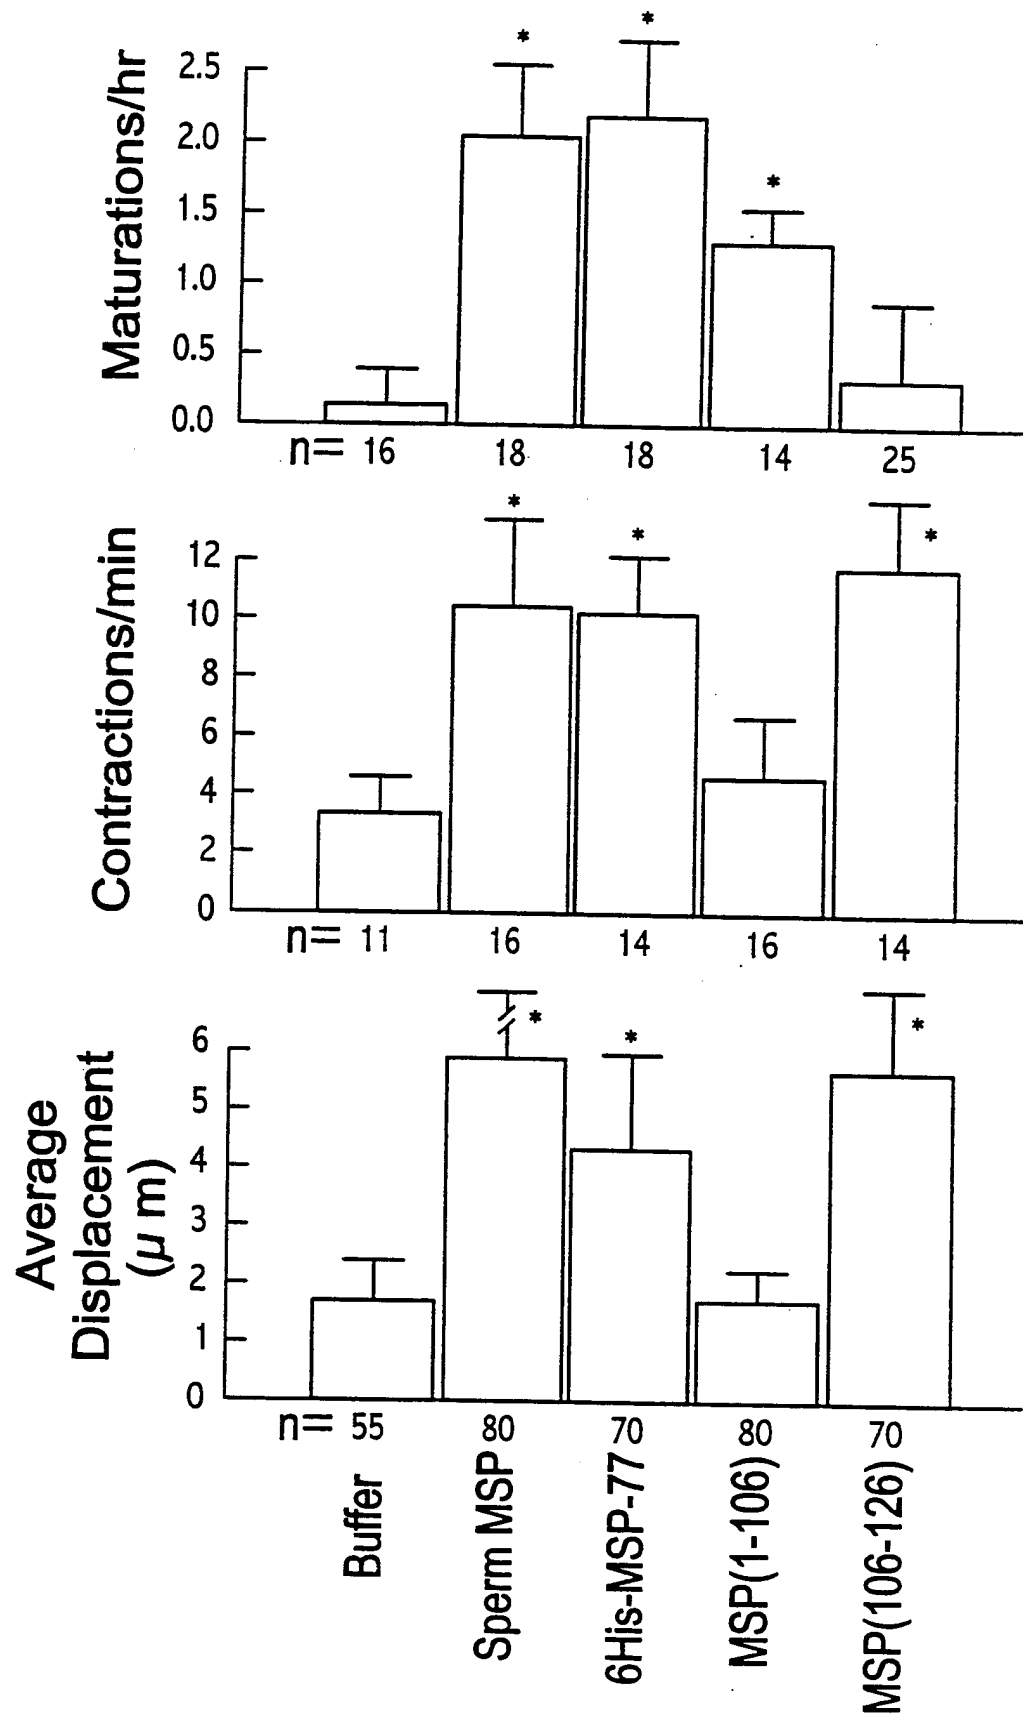 Maturations/hr
2.5
2.0
1.5
1.0
0.5
0.0
* * *
n= 16 18 18 14 25
Contractions/min
12
10
8
6
4
2
0
* * *
n= 11 16 14 16 14
Average
Displacement
(μ m)
6
5
4
3
2
1
0
* * *
n= 55 80 70 80 70
Buffer
Sperm MSP
6His-MSP-77
MSP(1-106)
MSP(106-126)